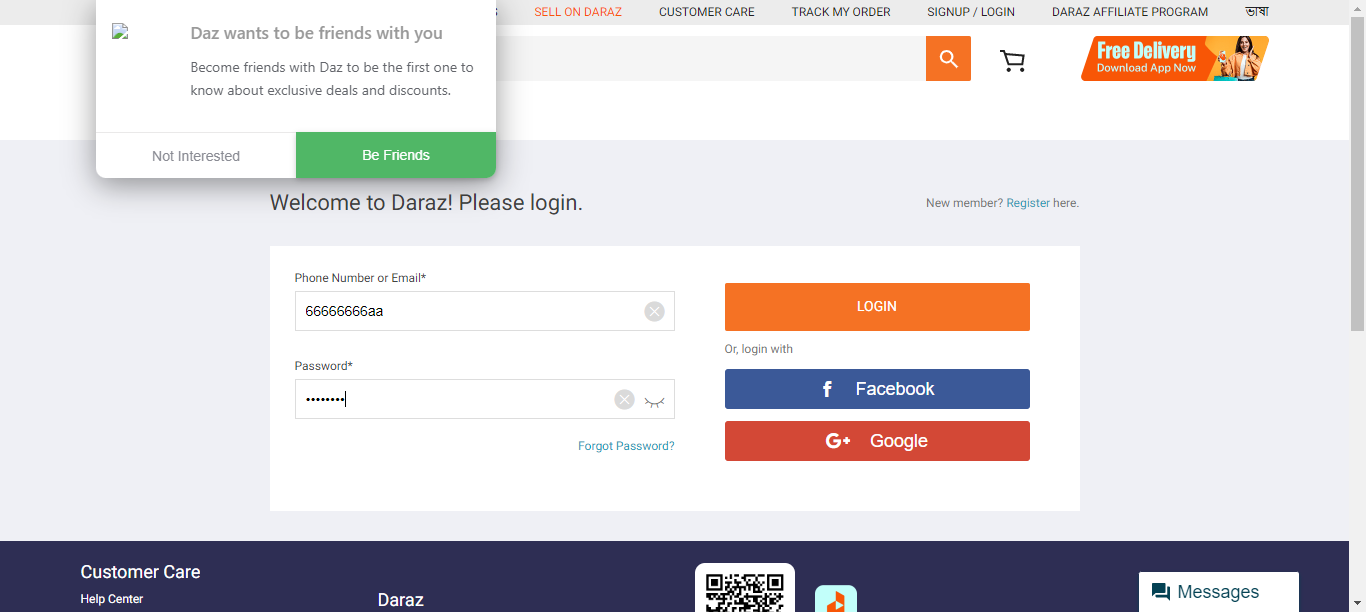 S
SELL ON DARAZ
CUSTOMER CARE
TRACK MY ORDER
SIGNUP / LOGIN
DARAZ AFFILIATE PROGRAM
ভাষা
Daz wants to be friends with you
Become friends with Daz to be the first one to
know about exclusive deals and discounts.
Not Interested
Be Friends
Free Delivery
Download App Now
Welcome to Daraz! Please login.
New member? Register here.
Phone Number or Email*
66666666aa
Password*
••••••••
Forgot Password?
LOGIN
Or, login with
f Facebook
G+ Google
Customer Care
Help Center
Daraz
Messages